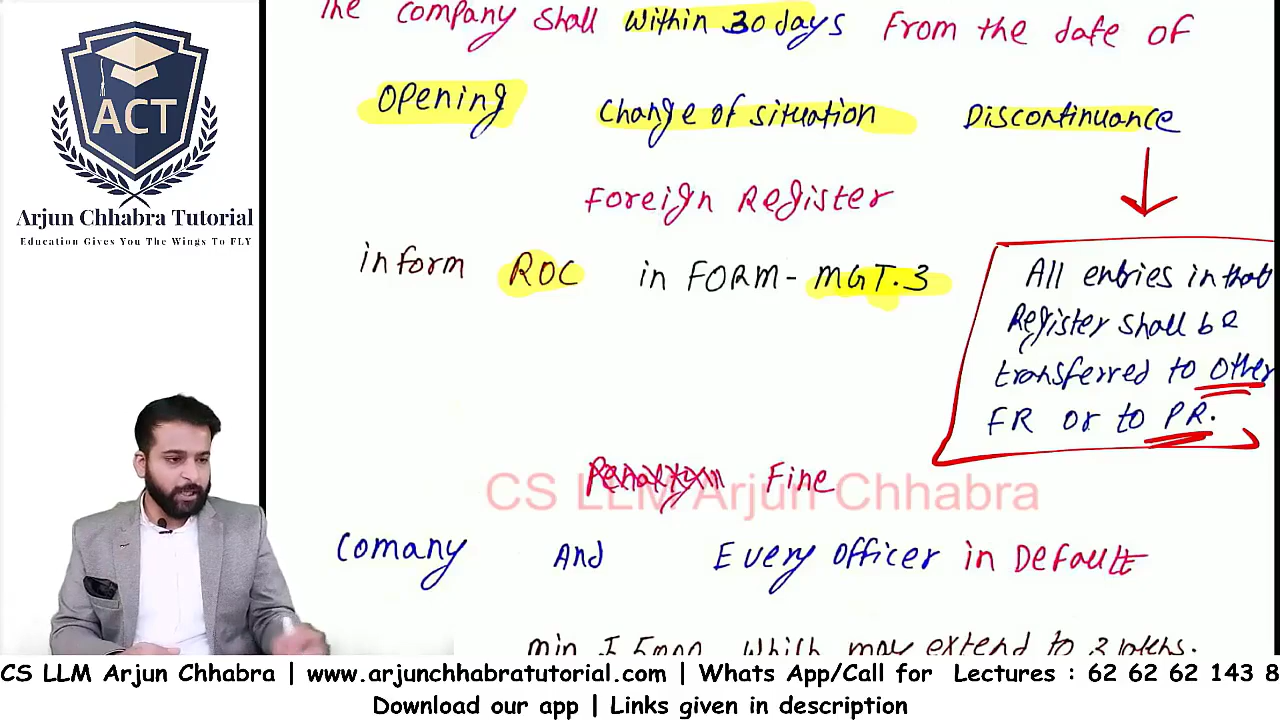 The company shall within 30 days from the date of
Opening Change of situation Discontinuance
Foreign Register
inform ROC in FORM- MGT.3
All entries in that
Register shall be
transferred to Other
FR or to PR.
Fine
CS LLM Arjun Chhabra
Comany And Every officer in Default
which may extend to
ACT
Arjun Chhabra Tutorial
Education Gives You The Wings To FLY
CS LLM Arjun Chhabra | www.arjunchhabratutorial.com | Whats App/Call for Lectures : 62 62 62 143 8
Download our app | Links given in description